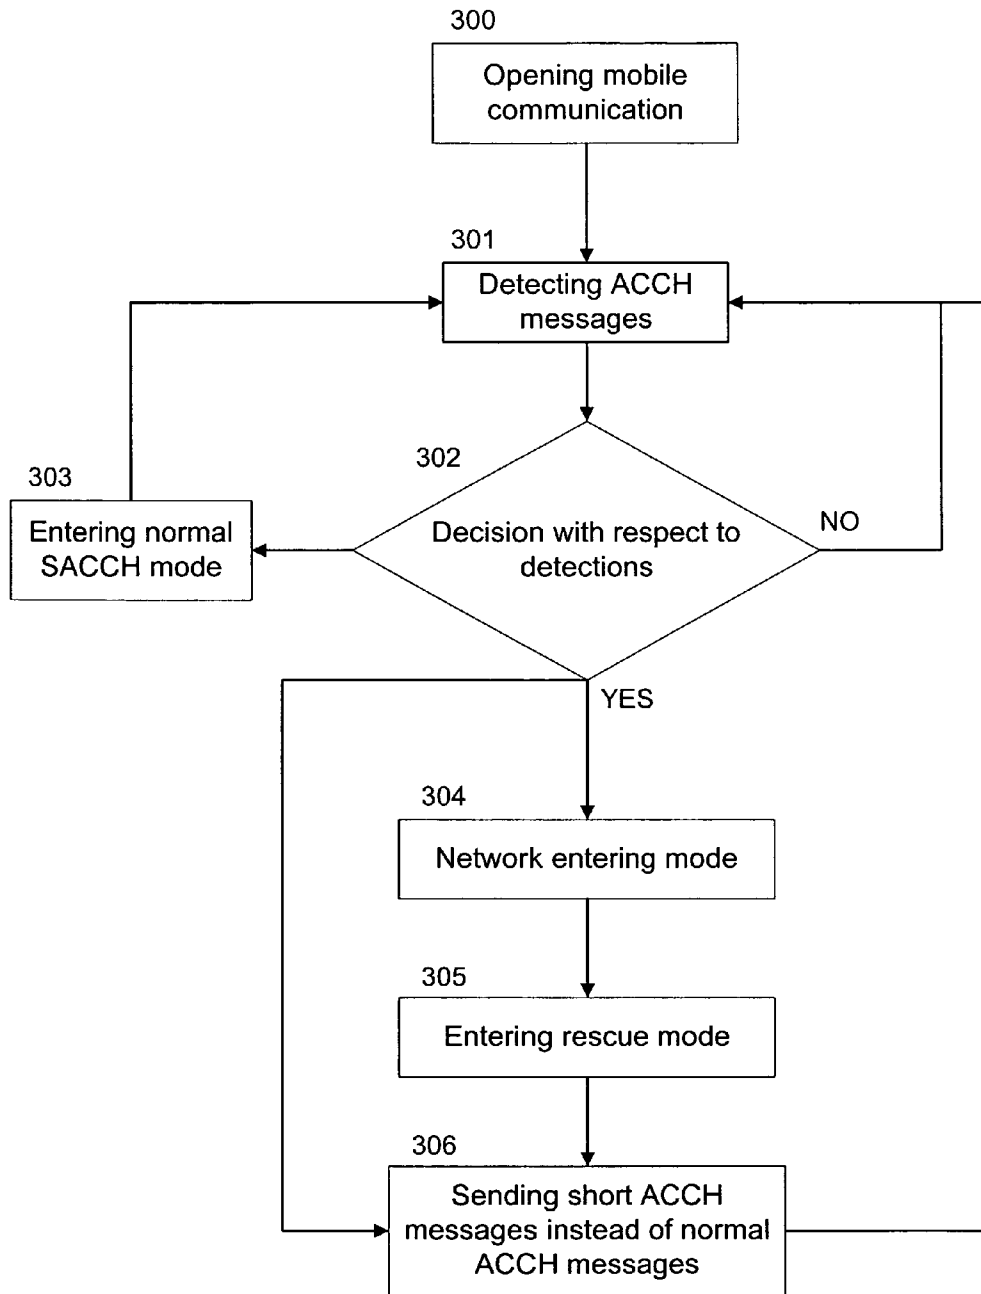 300
Opening mobile
communication
301
Detecting ACCH
messages
302
303
Entering normal
SACCH mode
Decision with respect to
detections
NO
YES
304
Network entering mode
305
Entering rescue mode
306
Sending short ACCH
messages instead of normal
ACCH messages